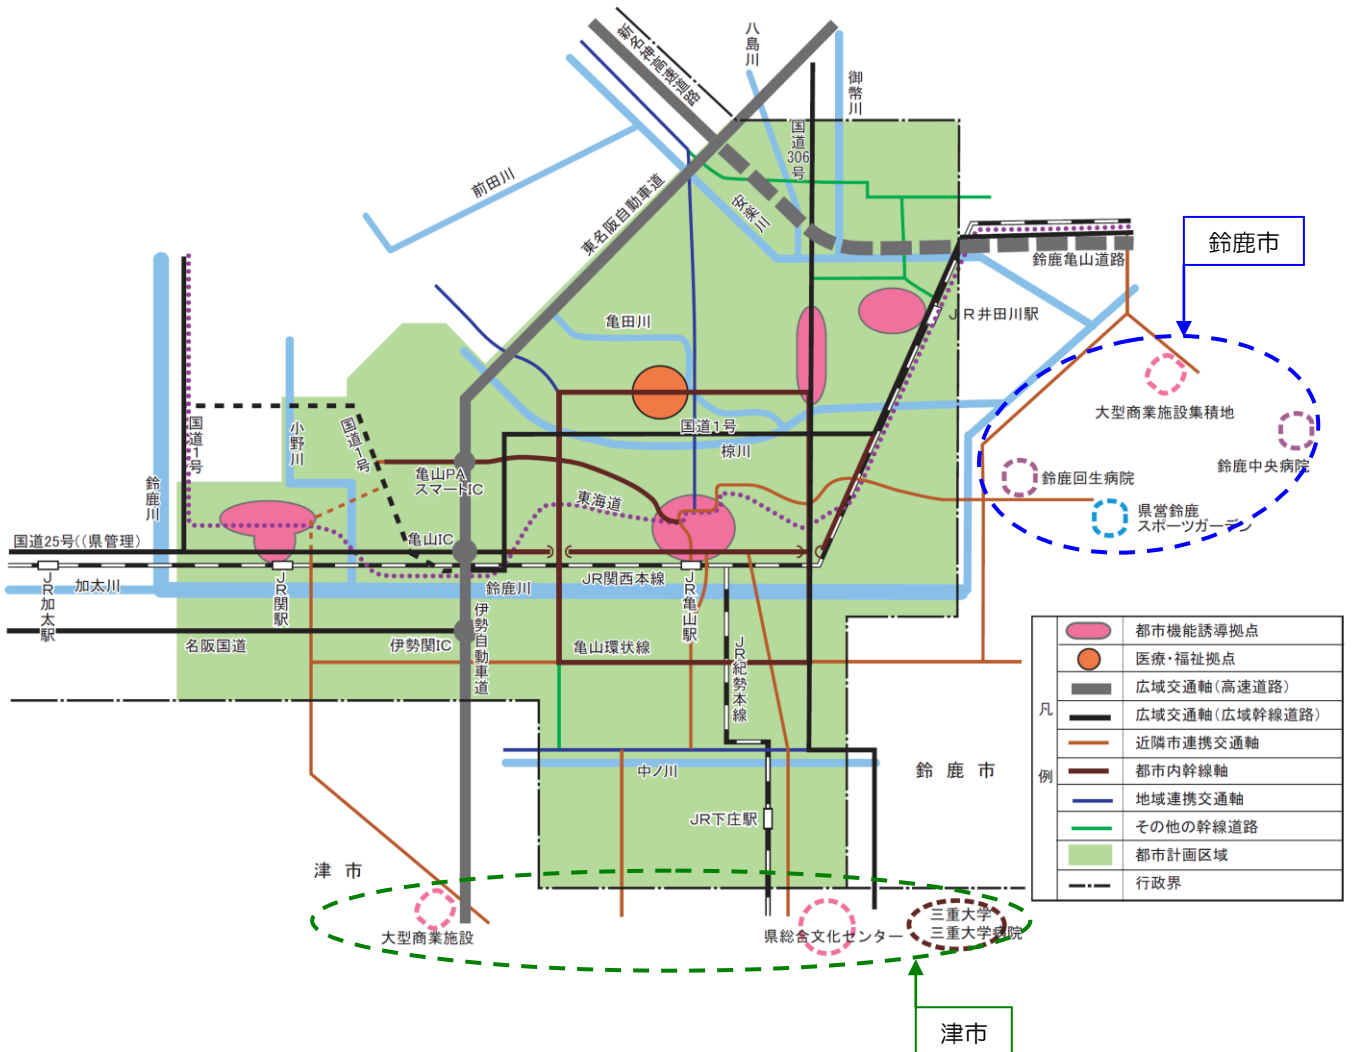 新名神高速道路
八島川
御幣川
国道306号
前田川
東名阪自動車道
安楽川
鈴鹿市
鈴鹿亀山道路
ＪＲ井田川駅
亀田川
大型商業施設集積地
国道1号
小野川
国道1号
国道1号
椋川
鈴鹿中央病院
亀山PA
スマートIC
鈴鹿回生病院
鈴鹿川
東海道
県営鈴鹿
スポーツガーデン
国道25号((県管理)
亀山IC
ＪＲ加太駅
加太川
ＪＲ関駅
鈴鹿川
JR関西本線
ＪＲ亀山駅
名阪国道
伊勢関IC
伊勢自動車道
亀山環状線
ＪＲ紀勢本線
凡例
都市機能誘導拠点
医療・福祉拠点
広域交通軸(高速道路)
広域交通軸(広域幹線道路)
近隣市連携交通軸
都市内幹線軸
地域連携交通軸
その他の幹線道路
都市計画区域
行政界
中ノ川
鈴鹿市
JR下庄駅
津市
大型商業施設
県総合文化センター
三重大学
三重大学病院
津市